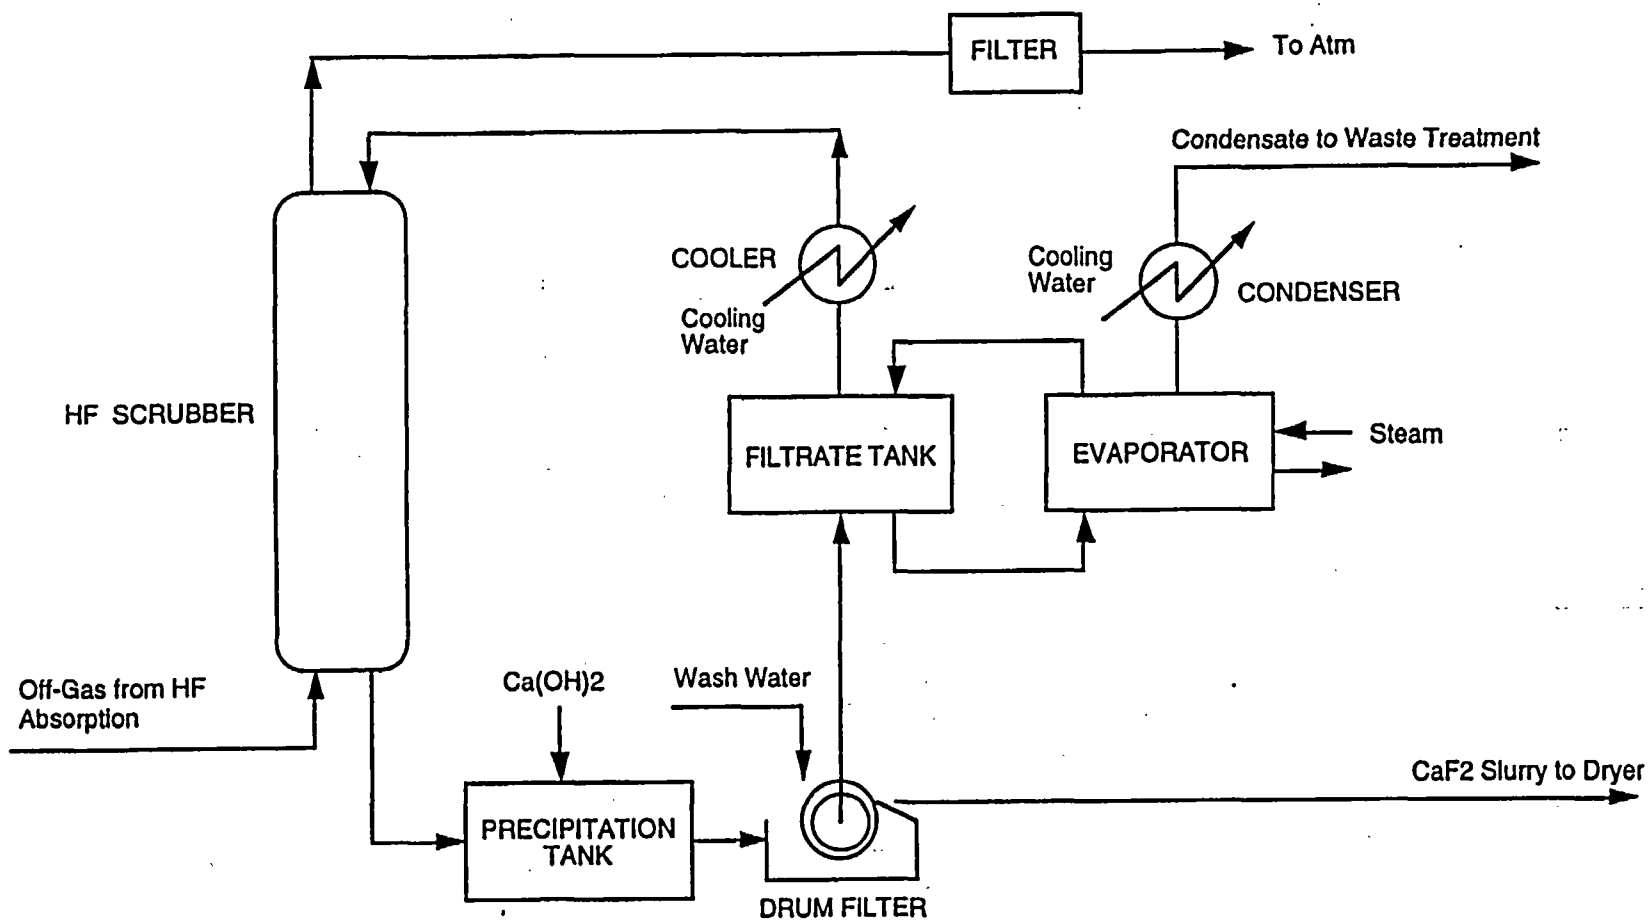 FILTER
To Atm
Condensate to Waste Treatment
COOLER
Cooling
Water
Cooling
Water
CONDENSER
HF SCRUBBER
FILTRATE TANK
EVAPORATOR
Steam
Off-Gas from HF
Absorption
Ca(OH)2
Wash Water
CaF2 Slurry to Dryer
PRECIPITATION
TANK
DRUM FILTER